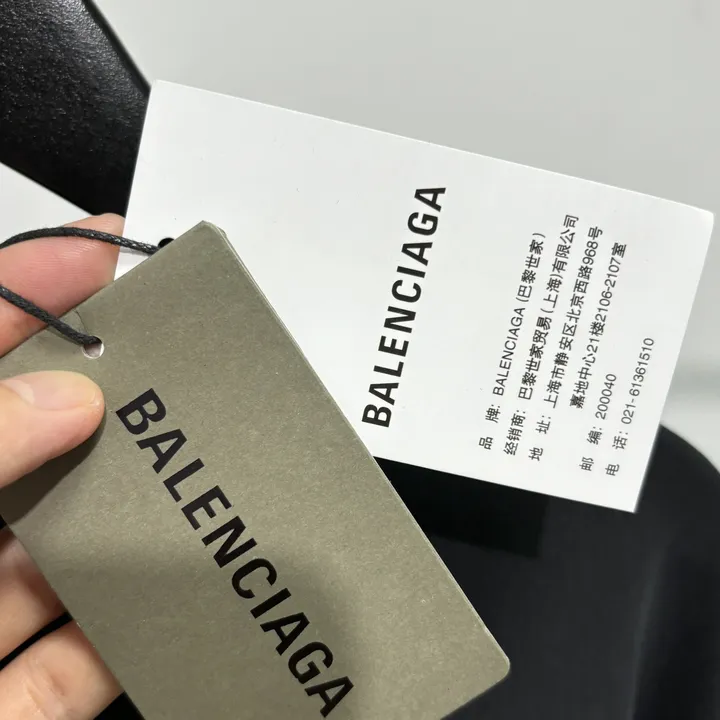 BALENCIAGA
品 牌: BALENCIAGA (巴黎世家)
经销商: 巴黎世家贸易(上海)有限公司
地 址: 上海市静安区北京西路968号
嘉地中心21楼2106-2107室
邮 编: 200040
电 话: 021-61361510
BALENCIAGA